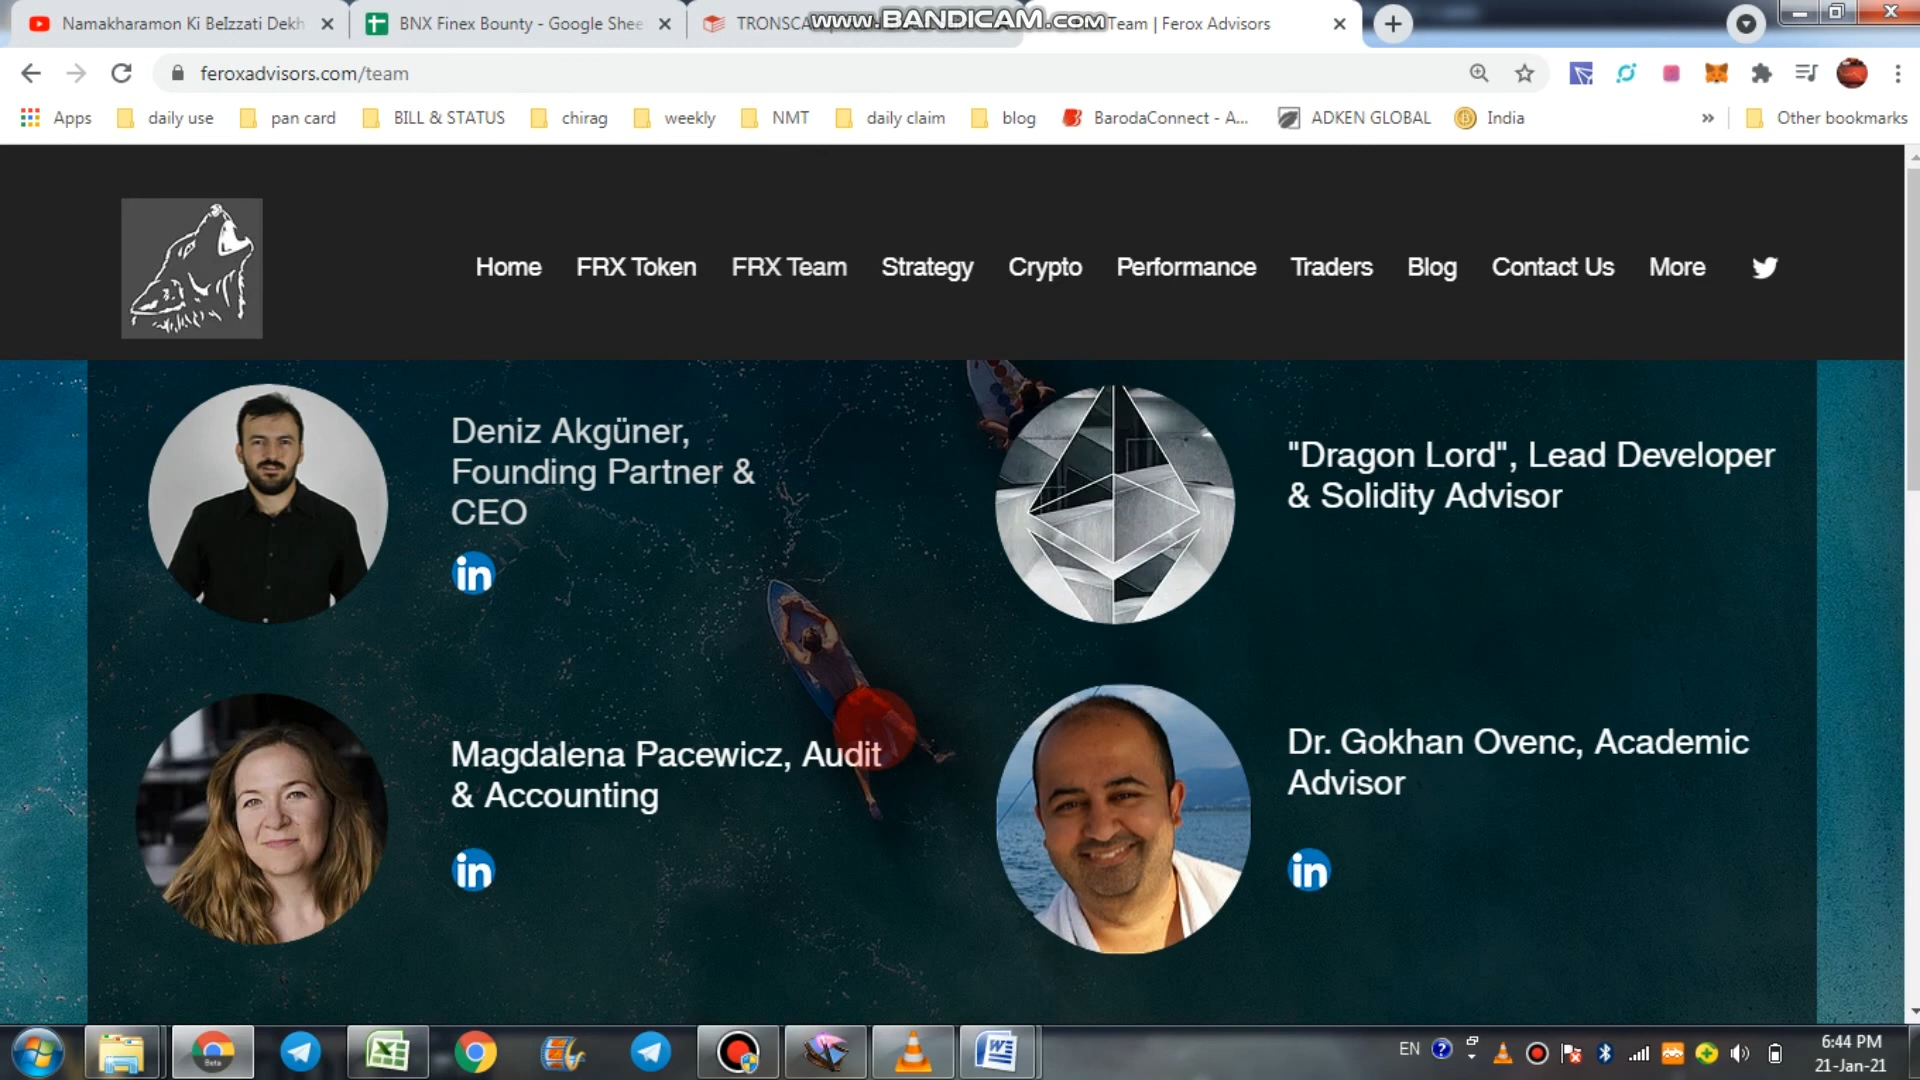 Namakharamon Ki BeIzzati Dekh
BNX Finex Bounty - Google Shee
TRONSCA
www.BANDICAM.com
Team | Ferox Advisors
feroxadvisors.com/team
Apps
daily use
pan card
BILL & STATUS
chirag
weekly
NMT
daily claim
blog
BarodaConnect - A...
ADKEN GLOBAL
India
»
Other bookmarks
Home
FRX Token
FRX Team
Strategy
Crypto
Performance
Traders
Blog
Contact Us
More
Deniz Akgüner,
Founding Partner &
CEO
in
"Dragon Lord", Lead Developer
& Solidity Advisor
Magdalena Pacewicz, Audit
& Accounting
in
Dr. Gokhan Ovenc, Academic
Advisor
in
Beta
EN
6:44 PM
21-Jan-21